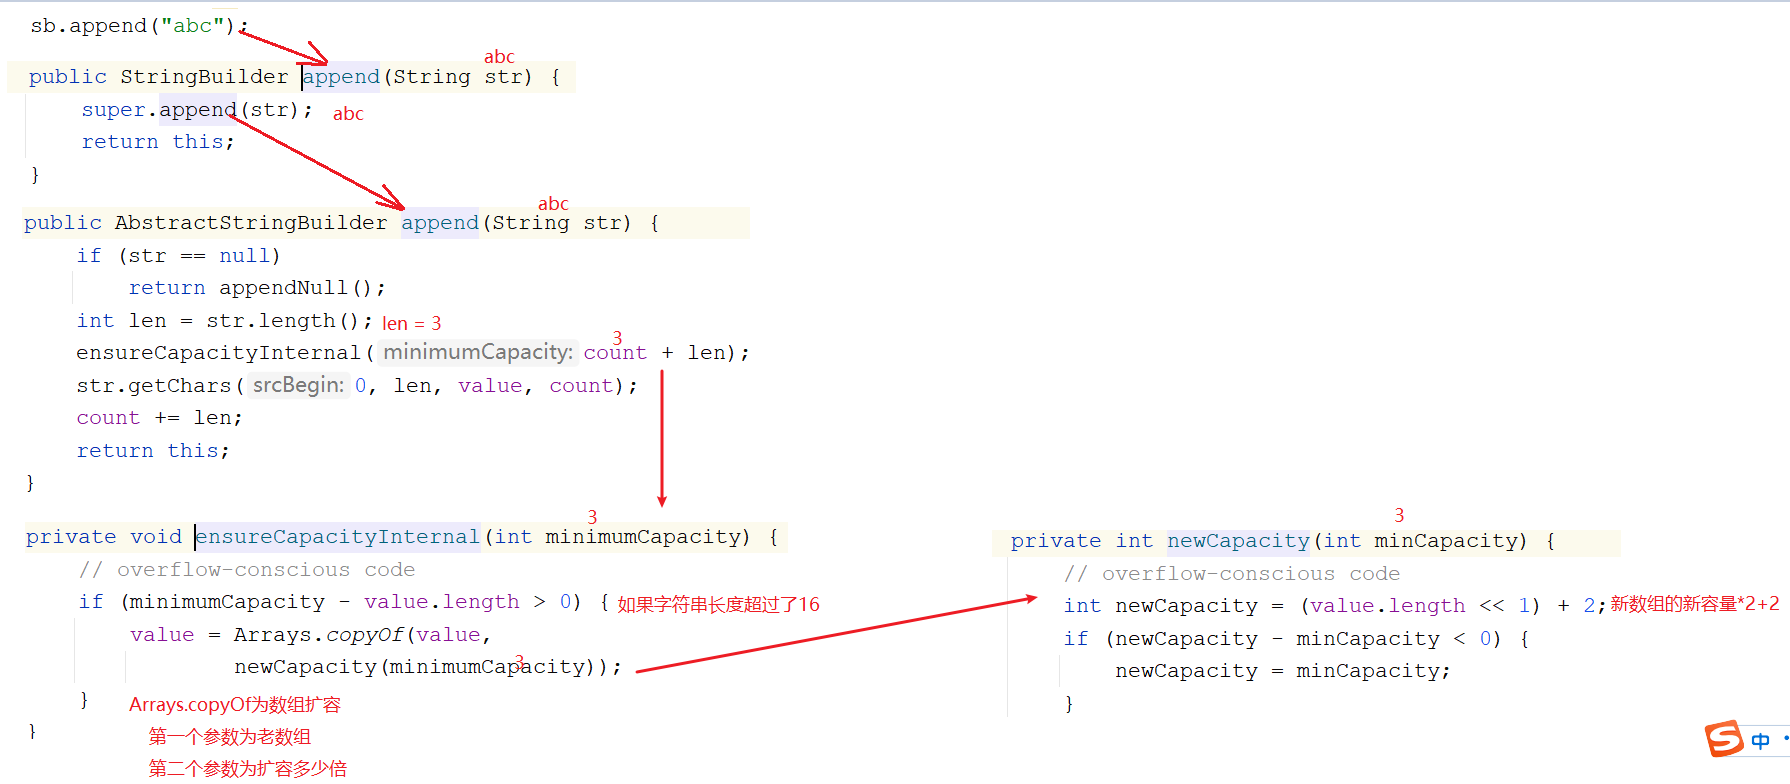 sb.append("abc");
abc
public StringBuilder append(String str) {
super.append(str); abc
return this;
}
abc
public AbstractStringBuilder append(String str) {
if (str == null)
return appendNull();
int len = str.length(); len = 3
3
ensureCapacityInternal( minimumCapacity: count + len);
str.getChars( srcBegin: 0, len, value, count);
count += len;
return this;
}
3
private void ensureCapacityInternal(int minimumCapacity) {
// overflow-conscious code
if (minimumCapacity - value.length > 0) { 如果字符串长度超过了16
value = Arrays.copyOf(value,
3
newCapacity(minimumCapacity));
}
Arrays.copyOf为数组扩容
}
第一个参数为老数组
第二个参数为扩容多少倍
3
private int newCapacity(int minCapacity) {
// overflow-conscious code
int newCapacity = (value.length << 1) + 2; 新数组的新容量*2+2
if (newCapacity - minCapacity < 0) {
newCapacity = minCapacity;
}
S 中